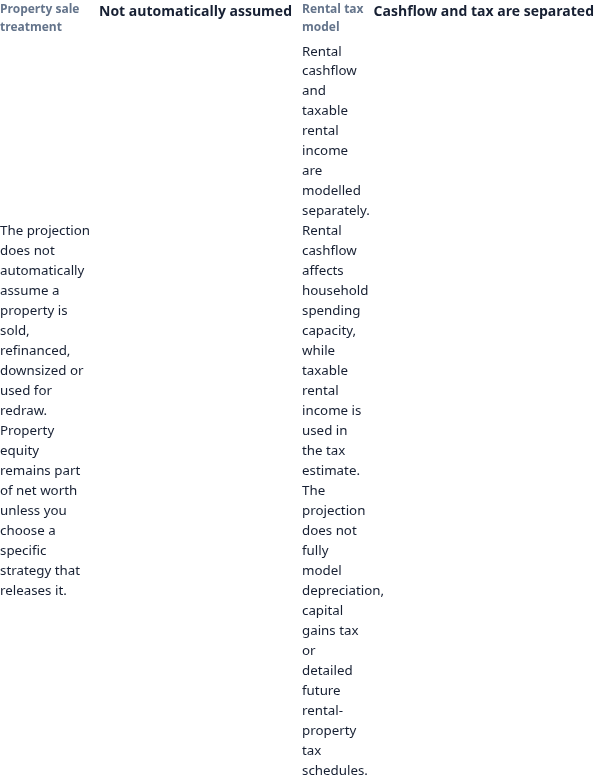 Property sale
treatment
Not automatically assumed
The projection
does not
automatically
assume a
property is
sold,
refinanced,
downsized or
used for
redraw.
Property
equity
remains part
of net worth
unless you
choose a
specific
strategy that
releases it.
Rental tax
model
Cashflow and tax are separated
Rental
cashflow
and
taxable
rental
income
are
modelled
separately.
Rental
cashflow
affects
household
spending
capacity,
while
taxable
rental
income is
used in
the tax
estimate.
The
projection
does not
fully
model
depreciation,
capital
gains tax
or
detailed
future
rental-
property
tax
schedules.